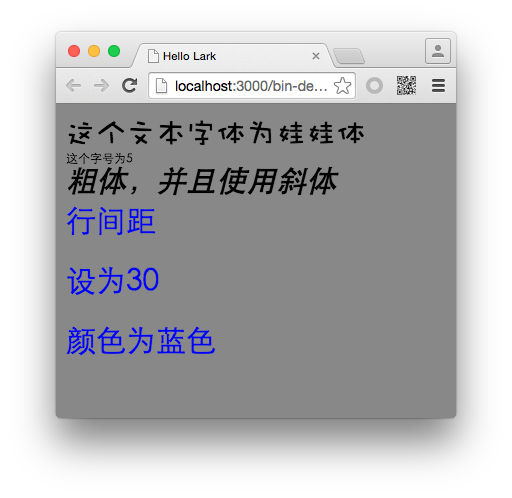 Hello Lark
localhost:3000/bin-de...
这个文本字体为娃娃体
这个字号为5
粗体，并且使用斜体
行间距
设为30
颜色为蓝色